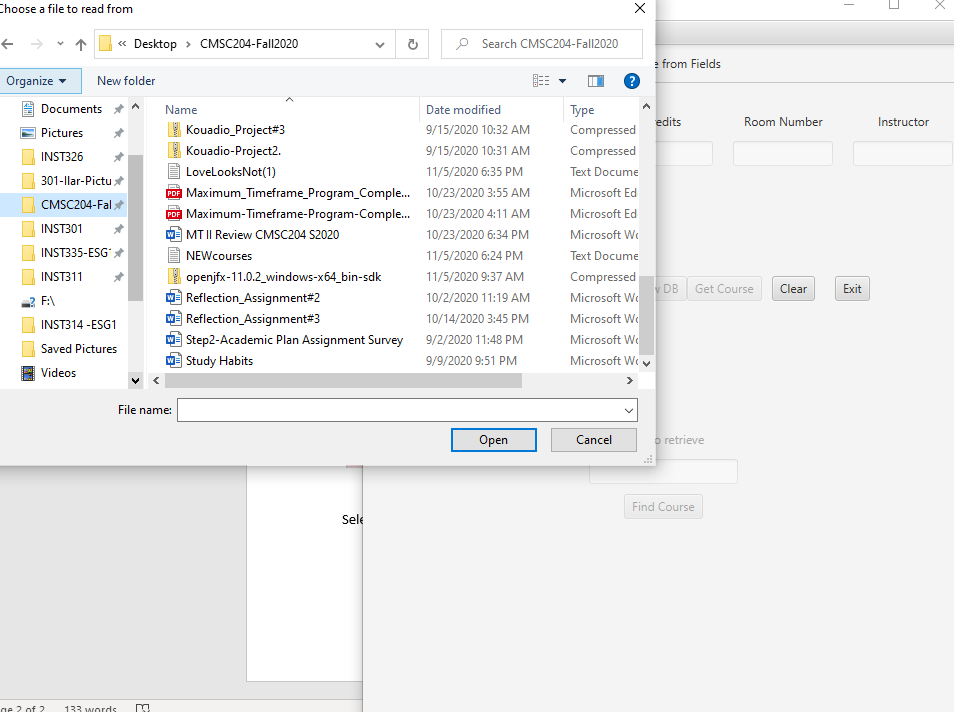 Choose a file to read from
« Desktop > CMSC204-Fall2020
Search CMSC204-Fall2020
Organize
New folder
?
e from Fields
Documents
Pictures
INST326
301-Ilar-Pictu
CMSC204-Fal
INST301
INST335-ESG1
INST311
F:\
INST314 -ESG1
Saved Pictures
Videos
Name Date modified Type
Kouadio_Project#3 9/15/2020 10:32 AM Compressed
Kouadio-Project2. 9/15/2020 10:31 AM Compressed
LoveLooksNot(1) 11/5/2020 6:35 PM Text Docume
PDF Maximum_Timeframe_Program_Comple... 10/23/2020 3:55 AM Microsoft Ed
PDF Maximum-Timeframe-Program-Comple... 10/23/2020 4:11 AM Microsoft Ed
MT II Review CMSC204 S2020 10/23/2020 6:34 PM Microsoft Wo
NEWcourses 11/5/2020 6:24 PM Text Docume
openjfx-11.0.2_windows-x64_bin-sdk 11/5/2020 9:37 AM Compressed
Reflection_Assignment#2 10/2/2020 11:19 AM Microsoft Wo
Reflection_Assignment#3 10/14/2020 3:45 PM Microsoft Wo
Step2-Academic Plan Assignment Survey 9/2/2020 11:48 PM Microsoft Wo
Study Habits 9/9/2020 9:51 PM Microsoft Wo
edits Room Number Instructor
w DB Get Course Clear Exit
File name:
Open Cancel
o retrieve
Find Course
Sele
ge 2 of 2 133 words